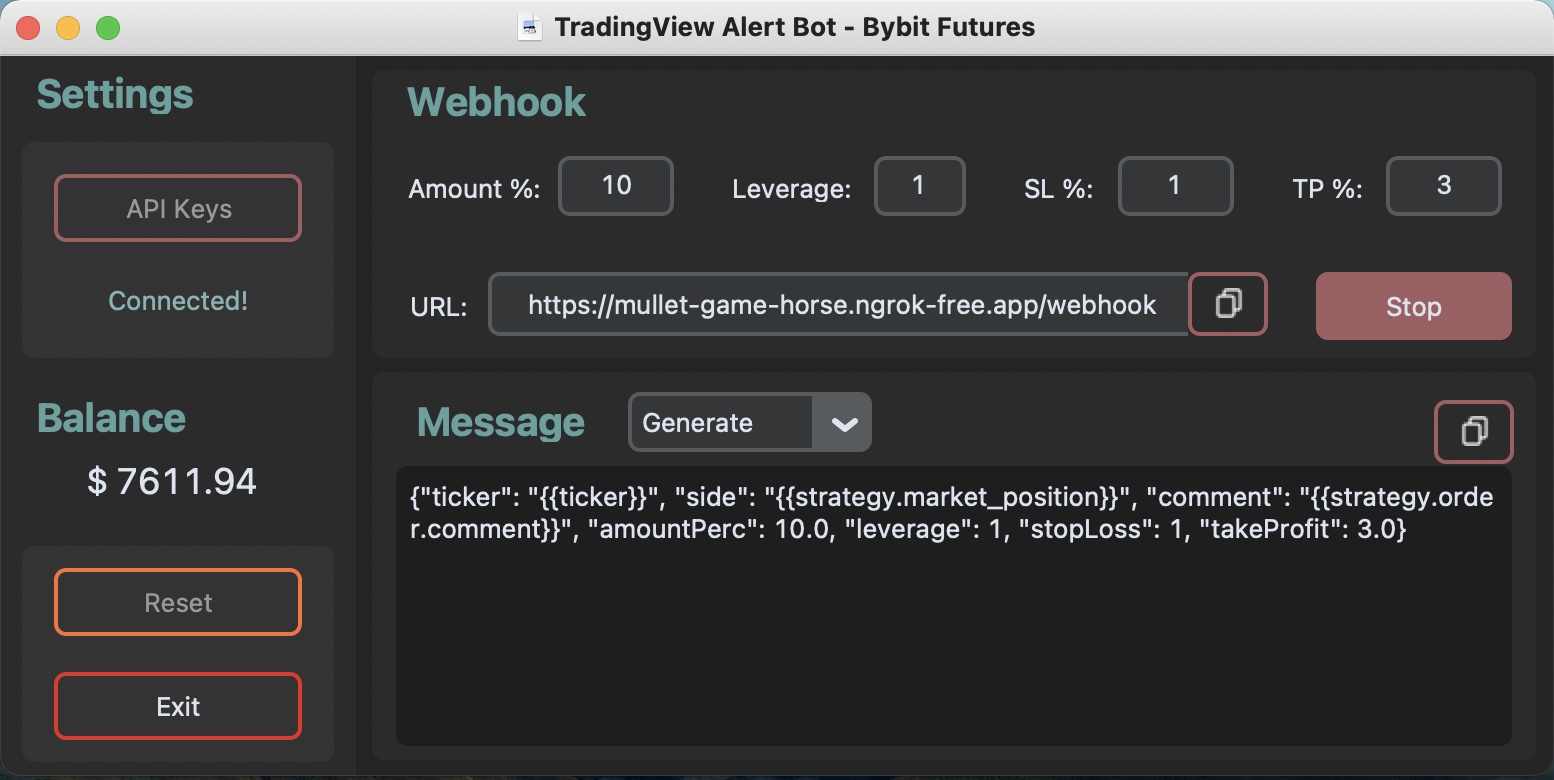 TradingView Alert Bot - Bybit Futures
Settings
API Keys
Connected!
Balance
$ 7611.94
Reset
Exit
Webhook
Amount %: 10 Leverage: 1 SL %: 1 TP %: 3
URL: https://mullet-game-horse.ngrok-free.app/webhook Stop
Message Generate
{"ticker": "{{ticker}}", "side": "{{strategy.market_position}}", "comment": "{{strategy.orde
r.comment}}", "amountPerc": 10.0, "leverage": 1, "stopLoss": 1, "takeProfit": 3.0}